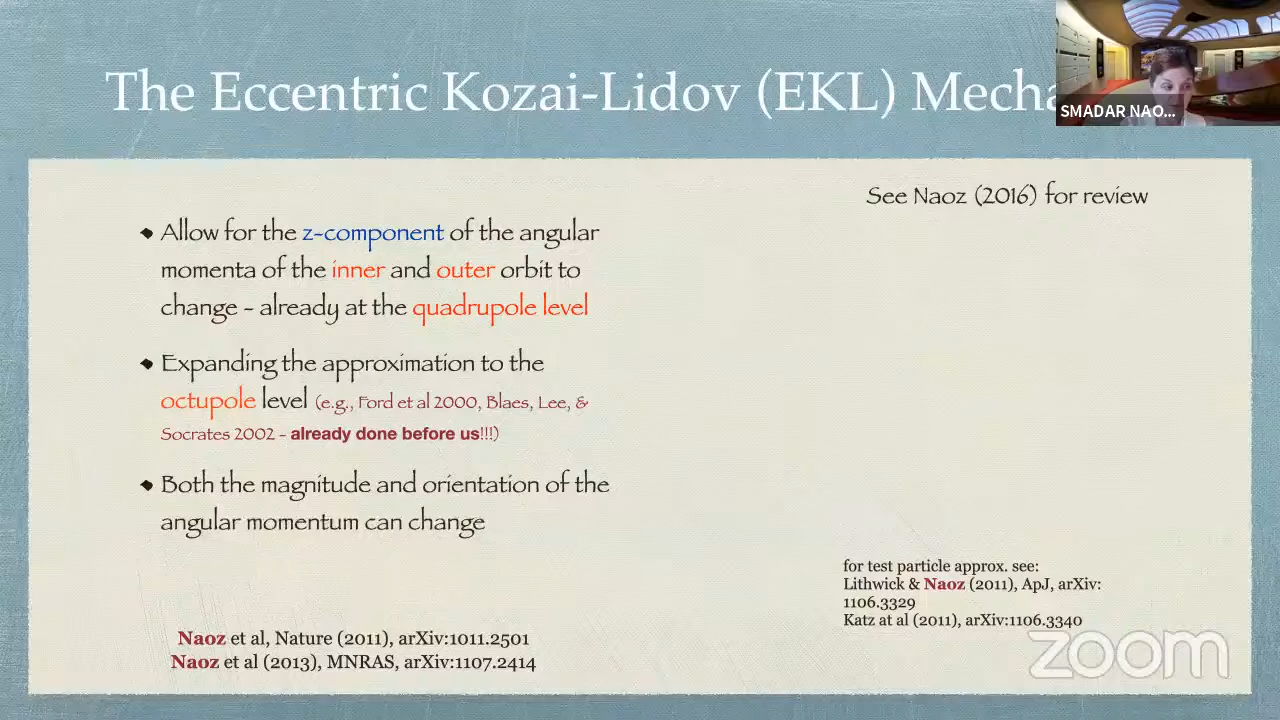 The Eccentric Kozai-Lidov (EKL) Mecha
SMADAR NAO...
See Naoz (2016) for review
Allow for the z-component of the angular
momenta of the inner and outer orbit to
change - already at the quadrupole level
Expanding the approximation to the
octupole level (e.g., Ford et al 2000, Blaes, Lee, &
Socrates 2002 - already done before us!!!)
Both the magnitude and orientation of the
angular momentum can change
for test particle approx. see:
Lithwick & Naoz (2011), ApJ, arXiv:
1106.3329
Katz at al (2011), arXiv:1106.3340
Naoz et al, Nature (2011), arXiv:1011.2501
Naoz et al (2013), MNRAS, arXiv:1107.2414
zoom